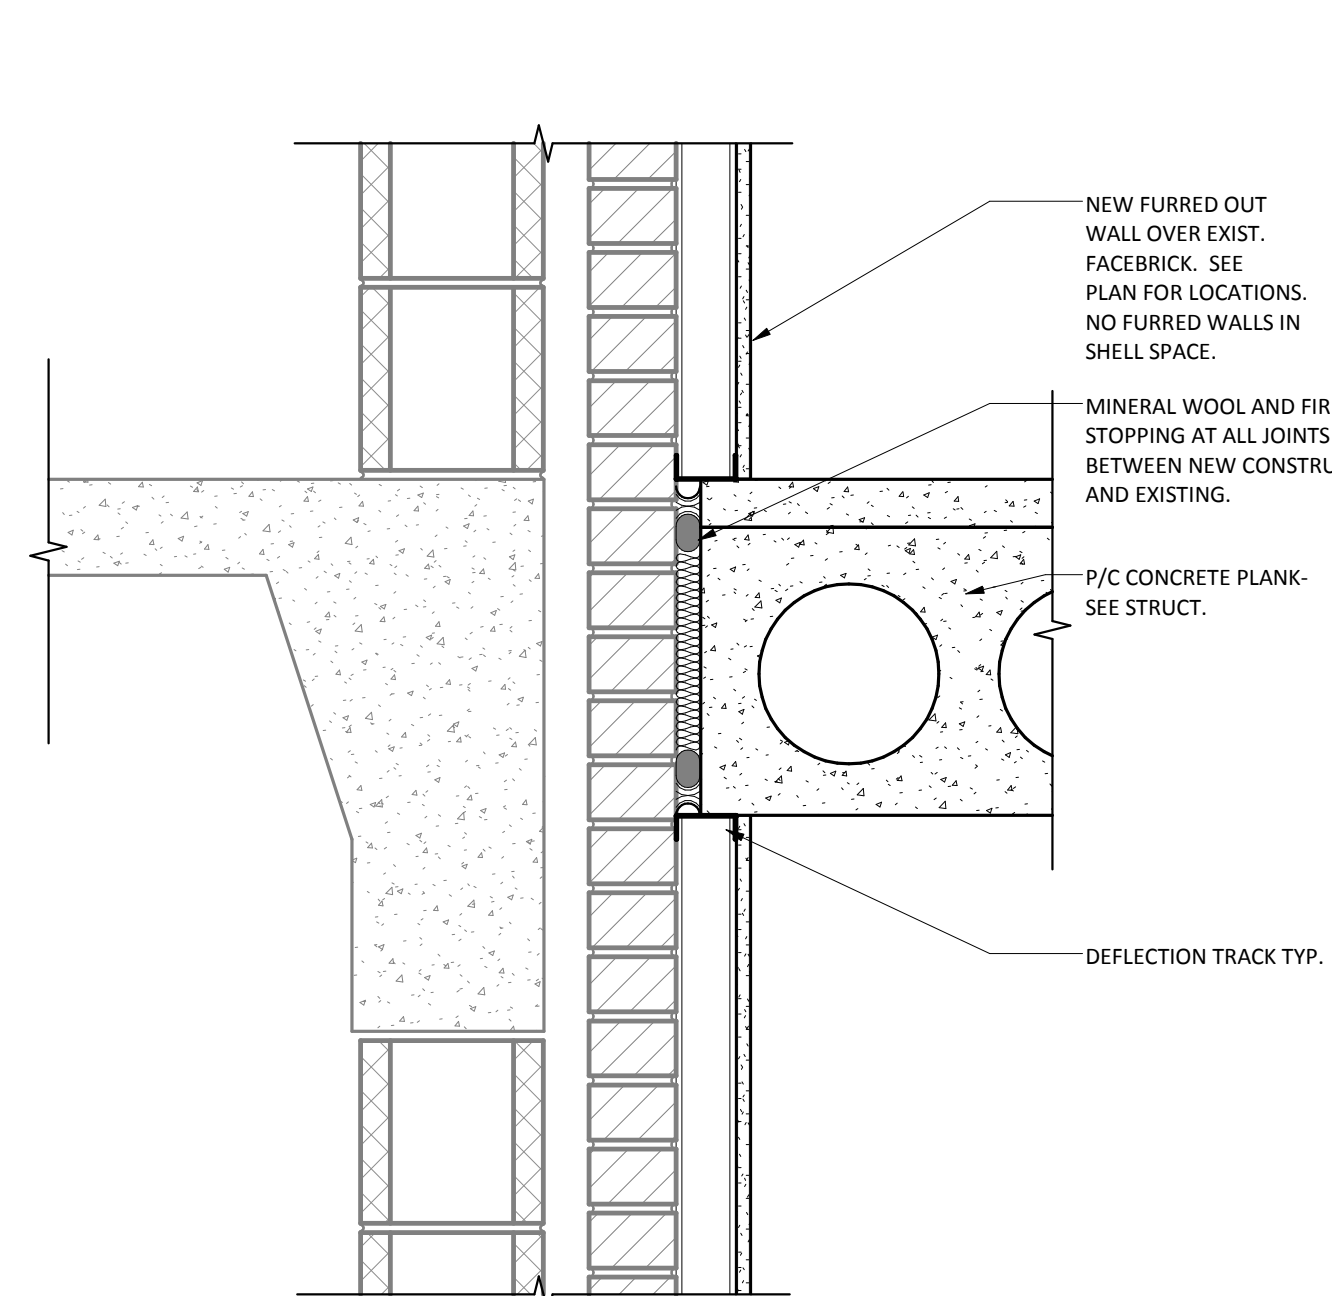 NEW FURRED OUT
WALL OVER EXIST.
FACEBRICK. SEE
PLAN FOR LOCATIONS.
NO FURRED WALLS IN
SHELL SPACE.
MINERAL WOOL AND FIR
STOPPING AT ALL JOINTS
BETWEEN NEW CONSTRU
AND EXISTING.
P/C CONCRETE PLANK-
SEE STRUCT.
DEFLECTION TRACK TYP.